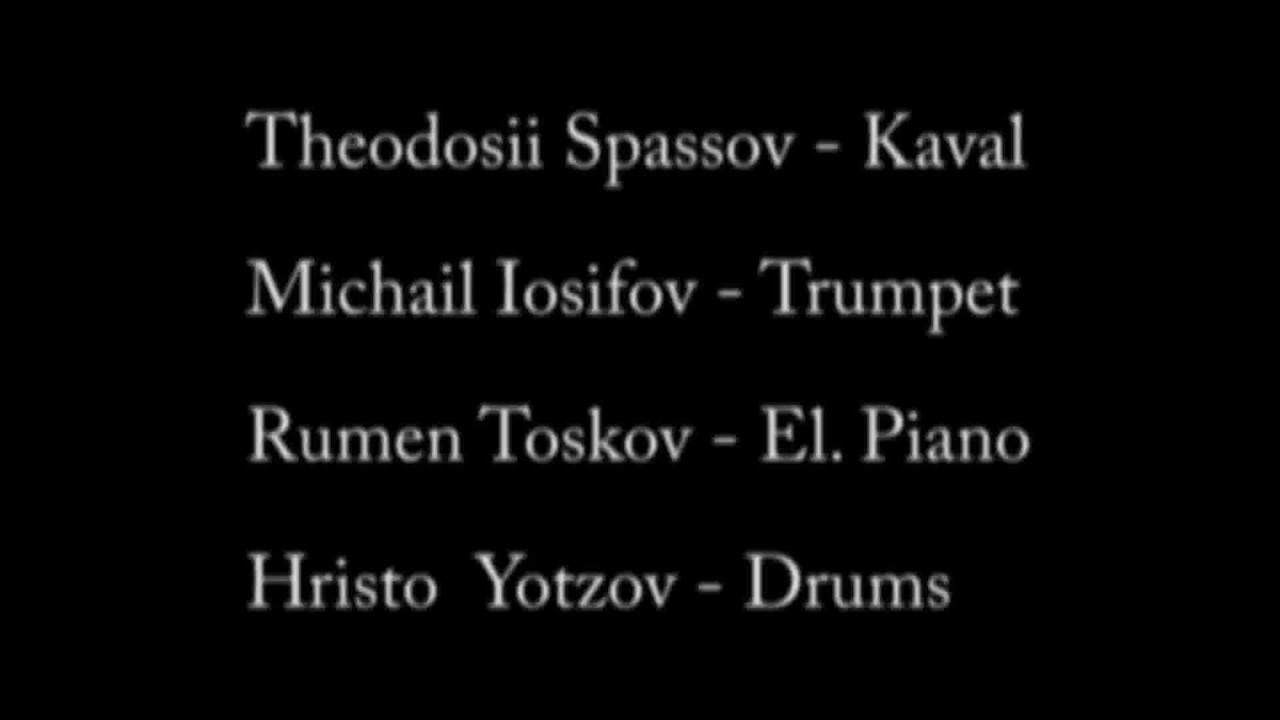 Theodosii Spassov - Kaval
Michail Iosifov - Trumpet
Rumen Toskov - El. Piano
Hristo Yotzov - Drums